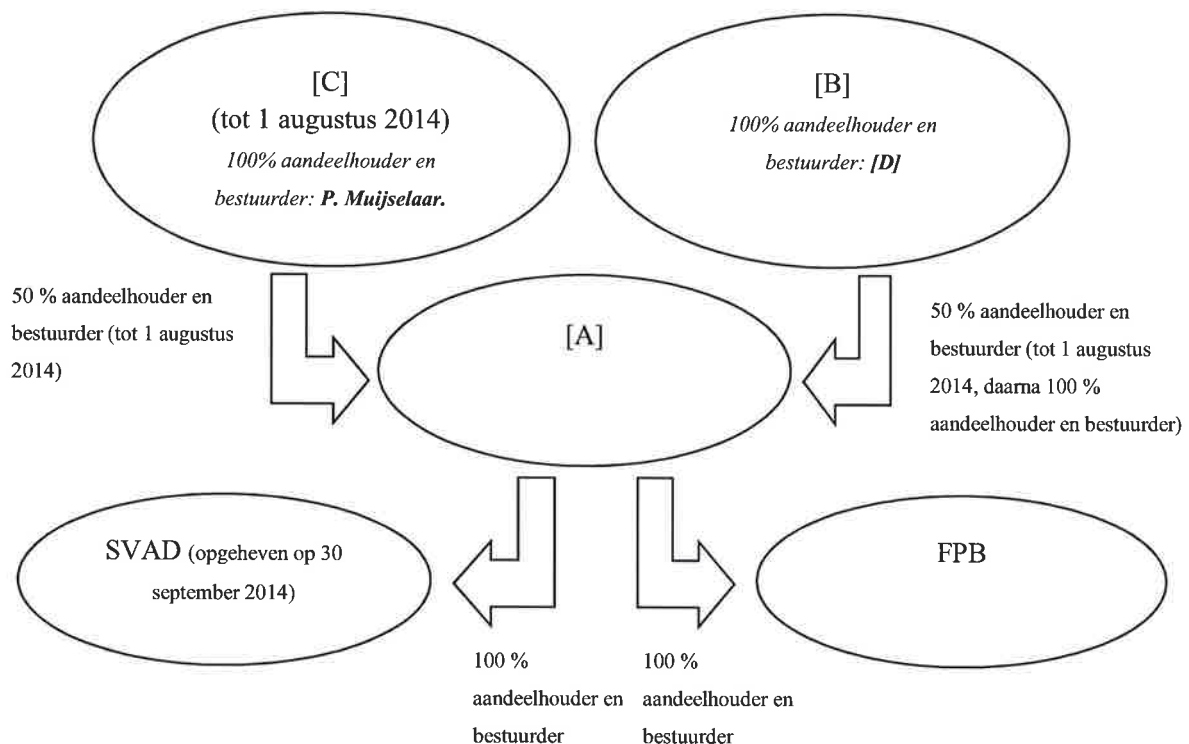 [C]
(tot 1 augustus 2014)
100% aandeelhouder en
bestuurder: P. Muijselaar.
[B]
100% aandeelhouder en
bestuurder: [D]
50 % aandeelhouder en
bestuurder (tot 1 augustus
2014)
[A]
50 % aandeelhouder en
bestuurder (tot 1 augustus
2014, daarna 100 %
aandeelhouder en bestuurder)
SVAD (opgeheven op 30
september 2014)
FPB
100 %
aandeelhouder en
bestuurder
100 %
aandeelhouder en
bestuurder